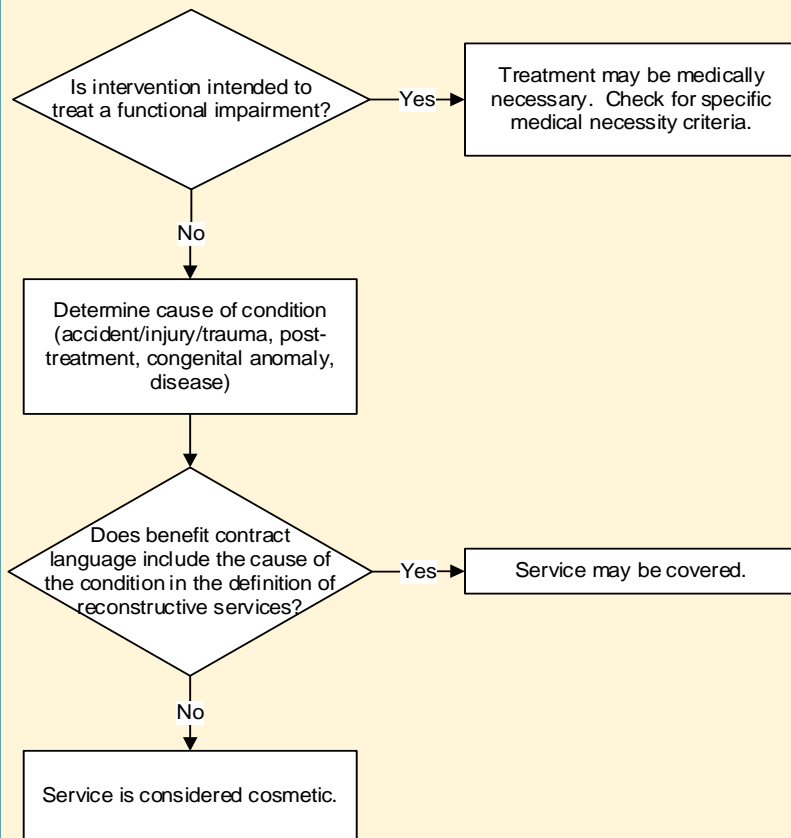 Is intervention intended to
treat a functional impairment?
Yes
Treatment may be medically
necessary. Check for specific
medical necessity criteria.
No
Determine cause of condition
(accident/injury/trauma, post-
treatment, congenital anomaly,
disease)
Does benefit contract
language include the cause of
the condition in the definition of
reconstructive services?
Yes
Service may be covered.
No
Service is considered cosmetic.